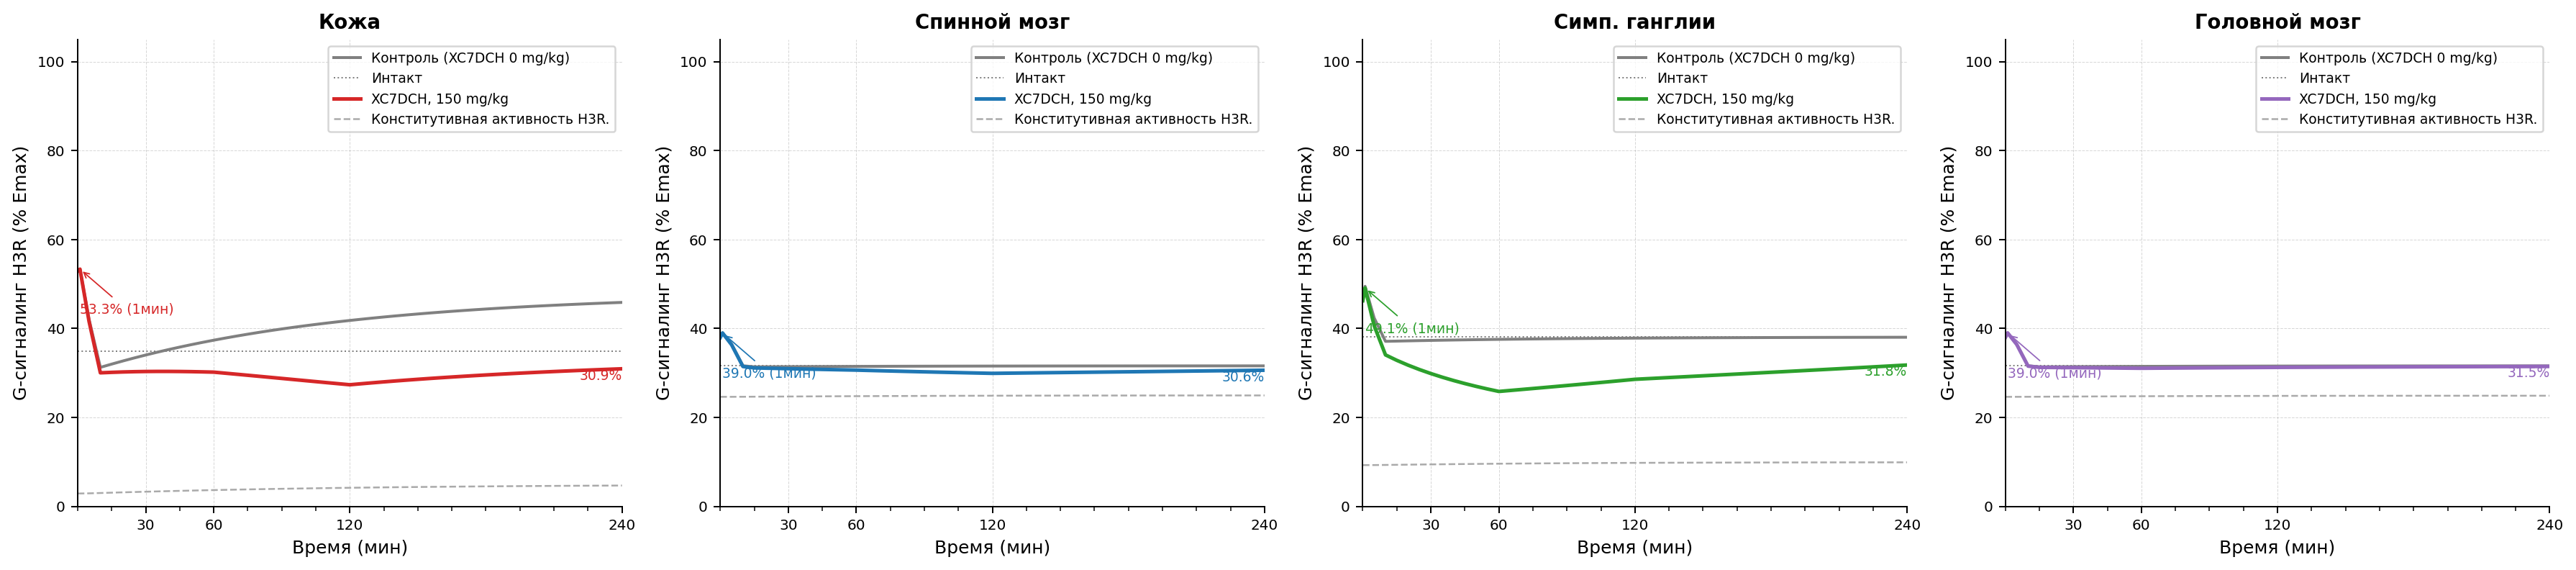 Кожа
Контроль (XC7DCH 0 mg/kg)
Интакт
XC7DCH, 150 mg/kg
Конститутивная активность H3R.
G-сигналинг H3R (% Emax)
100
80
60
40
20
0
53.3% (1мин)
30.9%
30
60
120
240
Время (мин)
Спинной мозг
Контроль (XC7DCH 0 mg/kg)
Интакт
XC7DCH, 150 mg/kg
Конститутивная активность H3R.
G-сигналинг H3R (% Emax)
100
80
60
40
20
0
39.0% (1мин)
30.6%
30
60
120
240
Время (мин)
Симп. ганглии
Контроль (XC7DCH 0 mg/kg)
Интакт
XC7DCH, 150 mg/kg
Конститутивная активность H3R.
G-сигналинг H3R (% Emax)
100
80
60
40
20
0
49.1% (1мин)
31.8%
30
60
120
240
Время (мин)
Головной мозг
Контроль (XC7DCH 0 mg/kg)
Интакт
XC7DCH, 150 mg/kg
Конститутивная активность H3R.
G-сигналинг H3R (% Emax)
100
80
60
40
20
0
39.0% (1мин)
31.5%
30
60
120
240
Время (мин)